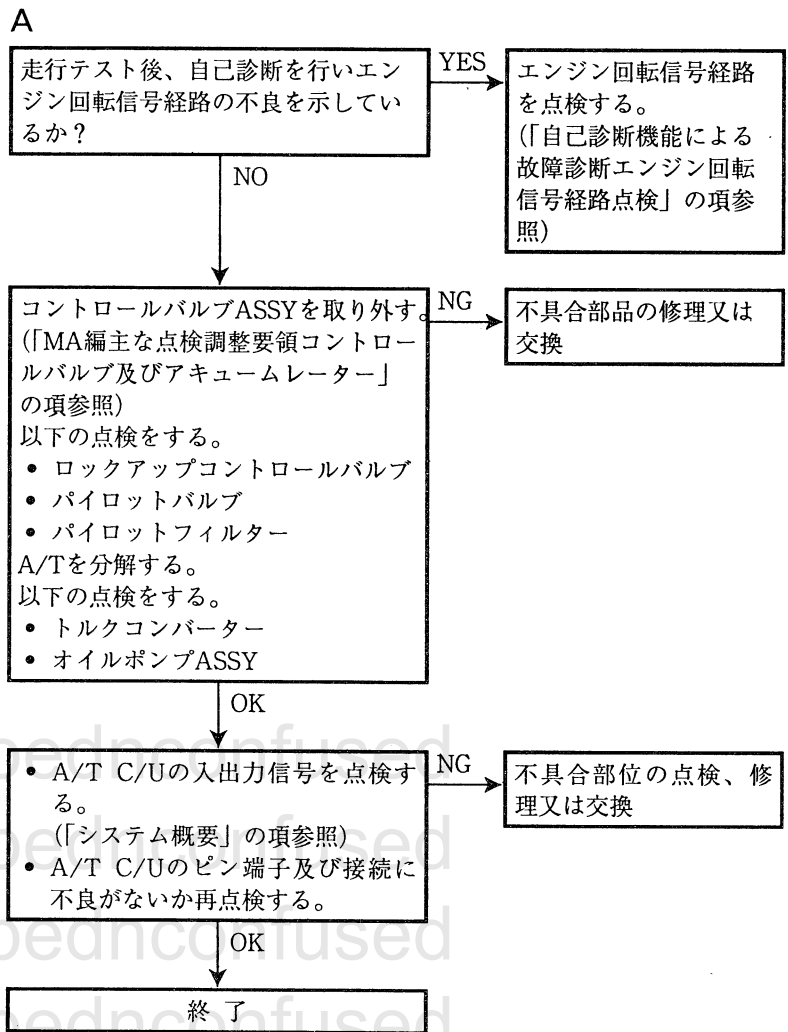 A
走行テスト後、自己診断を行いエン
ジン回転信号経路の不良を示してい
るか？
YES
エンジン回転信号経路
を点検する。
(「自己診断機能による
故障診断エンジン回転
信号経路点検」の項参
照)
NO
コントロールバルブASSYを取り外す。
(「MA編主な点検調整要領コントロー
ルバルブ及びアキュームレーター」
の項参照)
以下の点検をする。
• ロックアップコントロールバルブ
• パイロットバルブ
• パイロットフィルター
A/Tを分解する。
以下の点検をする。
• トルクコンバーター
• オイルポンプASSY
NG
不具合部品の修理又は
交換
OK
• A/T C/Uの入出力信号を点検す
る。
(「システム概要」の項参照)
• A/T C/Uのピン端子及び接続に
不良がないか再点検する。
NG
不具合部位の点検、修
理又は交換
OK
終 了
pednconfused
pednconfused
pednconfused
pednconfused